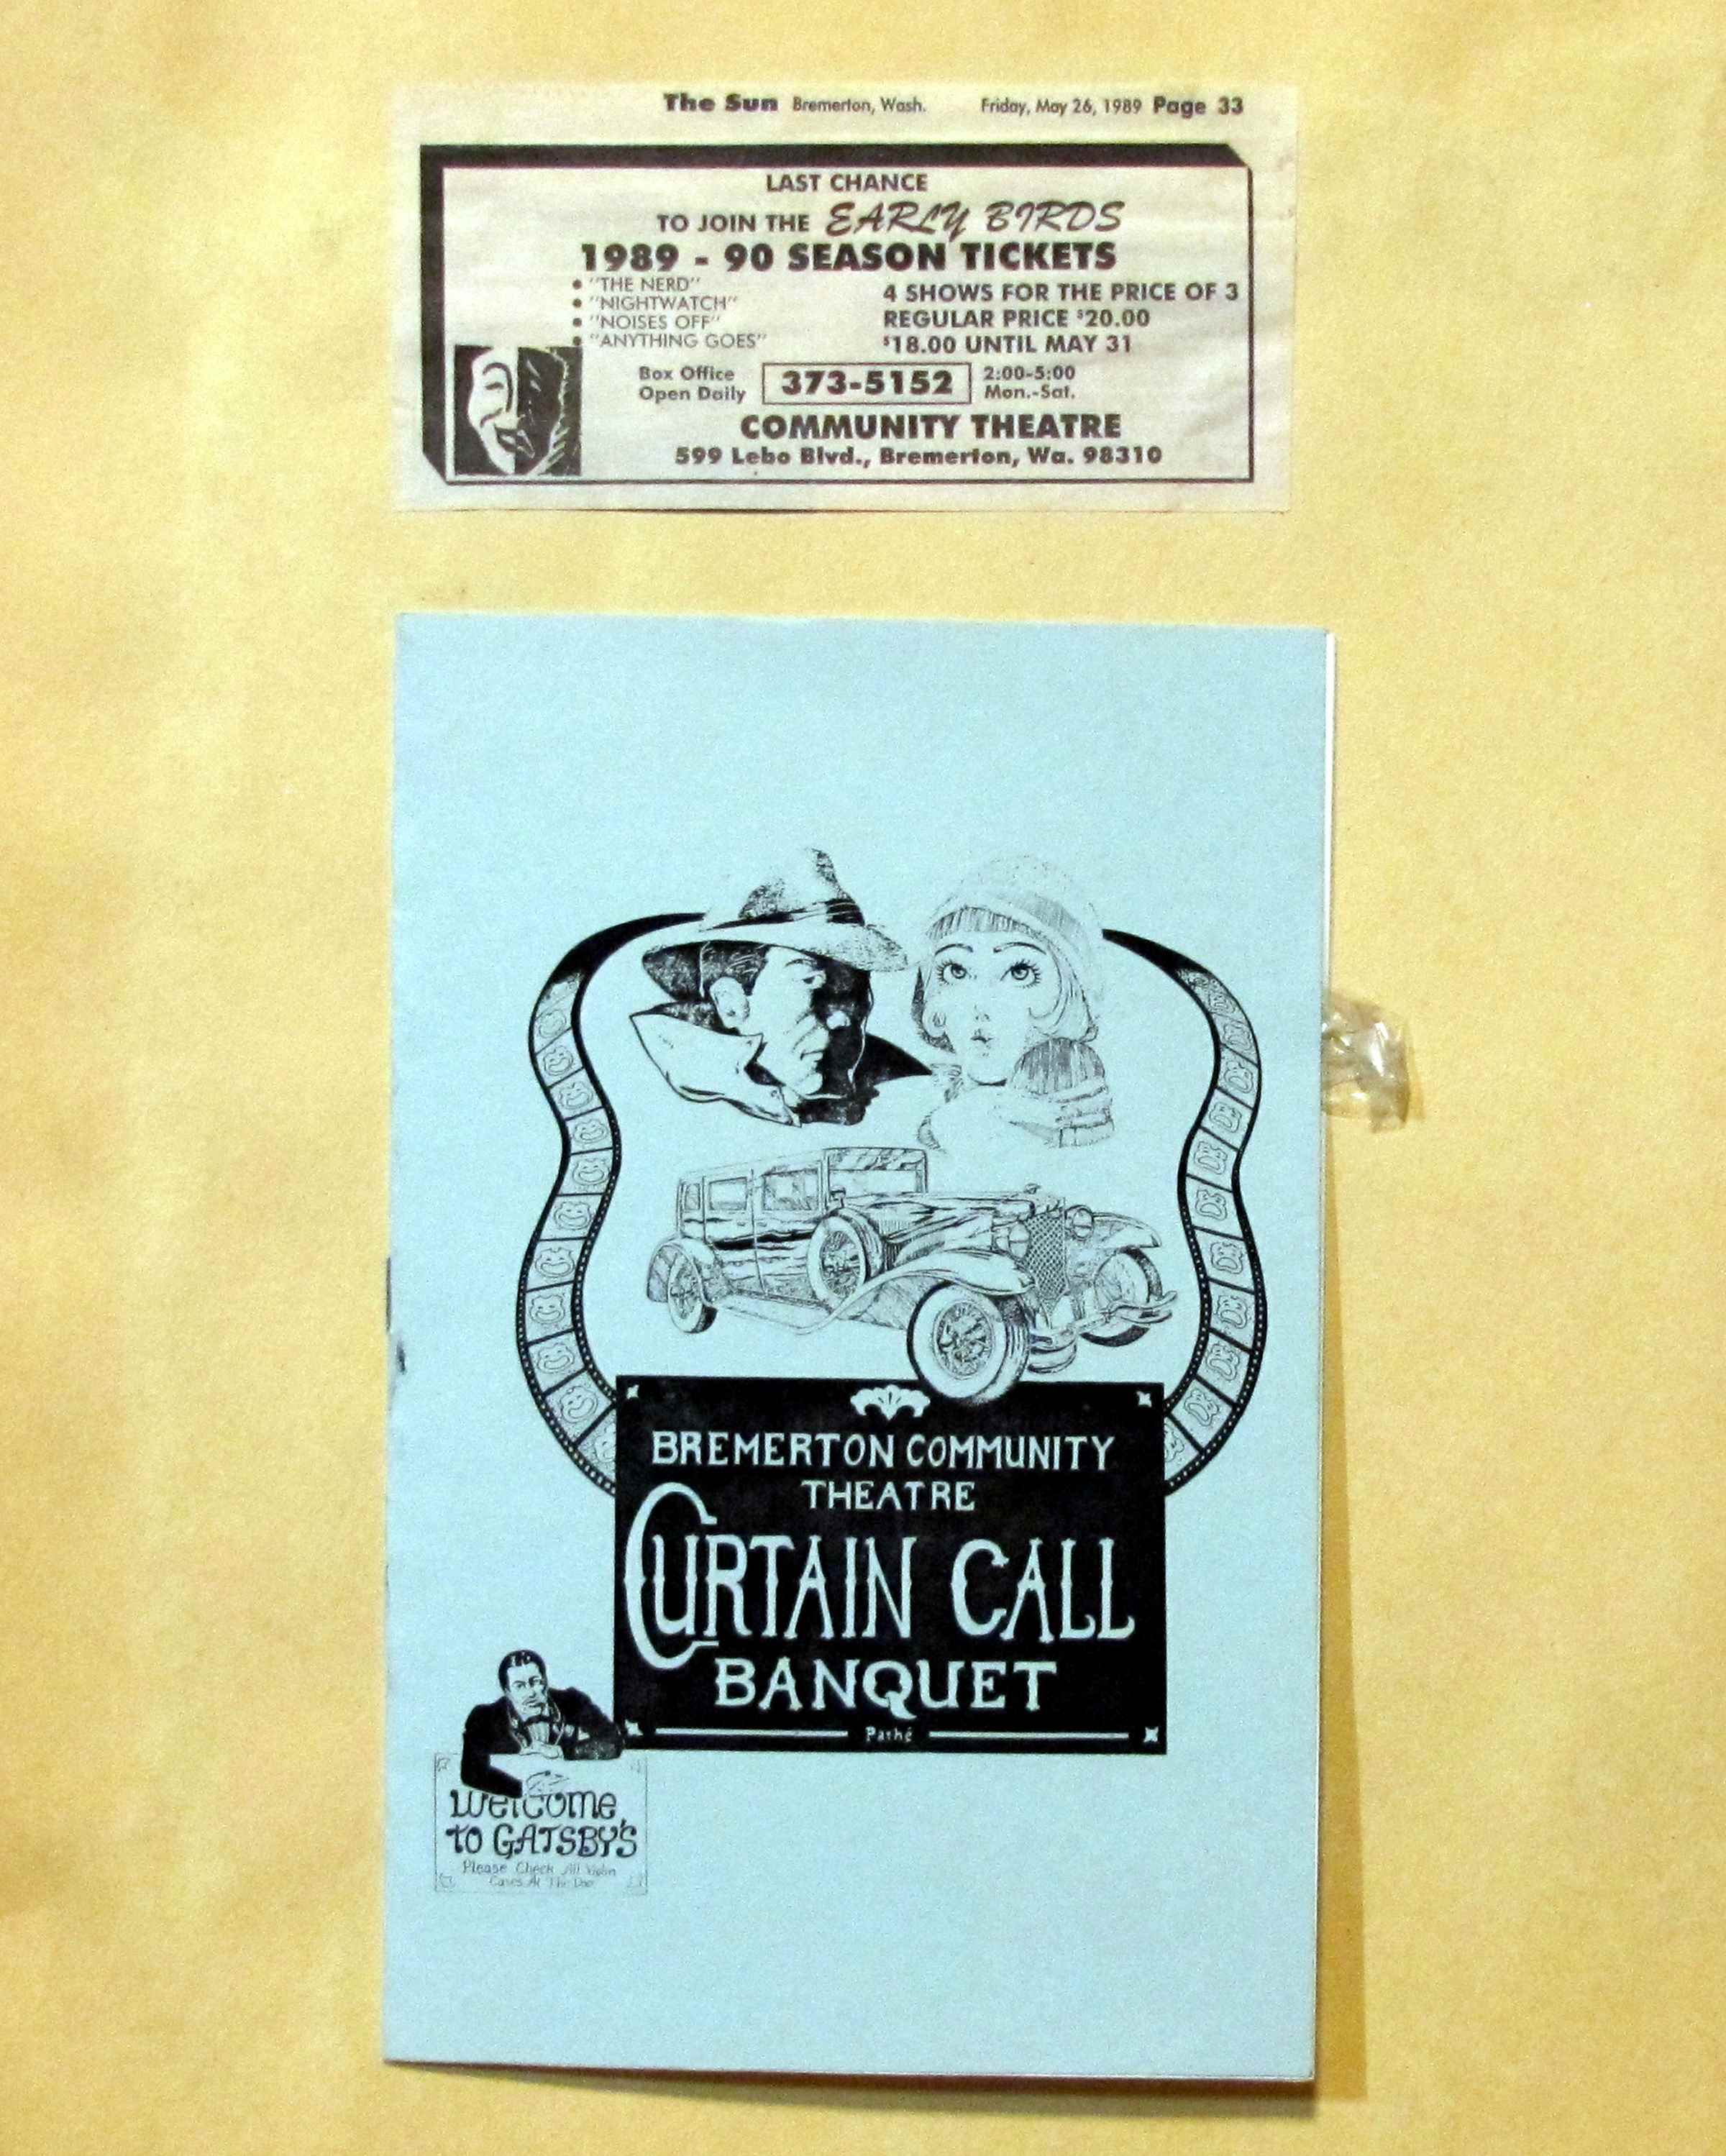 The Sun Bremerton, Wash. Friday, May 26, 1989 Page 33
LAST CHANCE
TO JOIN THE EARLY BIRDS
1989 - 90 SEASON TICKETS
• "THE NERD"
• "NIGHTWATCH"
• "NOISES OFF"
• "ANYTHING GOES"
4 SHOWS FOR THE PRICE OF 3
REGULAR PRICE $20.00
$18.00 UNTIL MAY 31
Box Office
Open Daily
373-5152
2:00-5:00
Mon.-Sat.
COMMUNITY THEATRE
599 Lebo Blvd., Bremerton, Wa. 98310
BREMERTON COMMUNITY
THEATRE
CURTAIN CALL
BANQUET
Pathé
Welcome
to GATSBY'S
Please Check All Violin
Cases At The Door